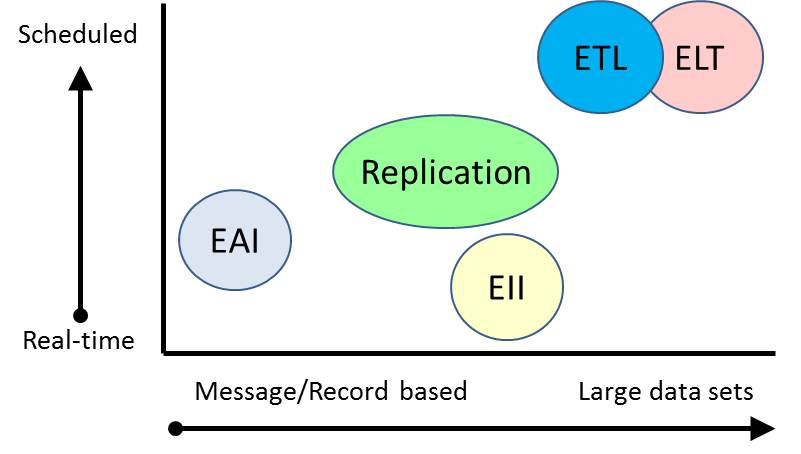 Scheduled
ETL
ELT
Replication
EAI
EII
Real-time
Message/Record based
Large data sets